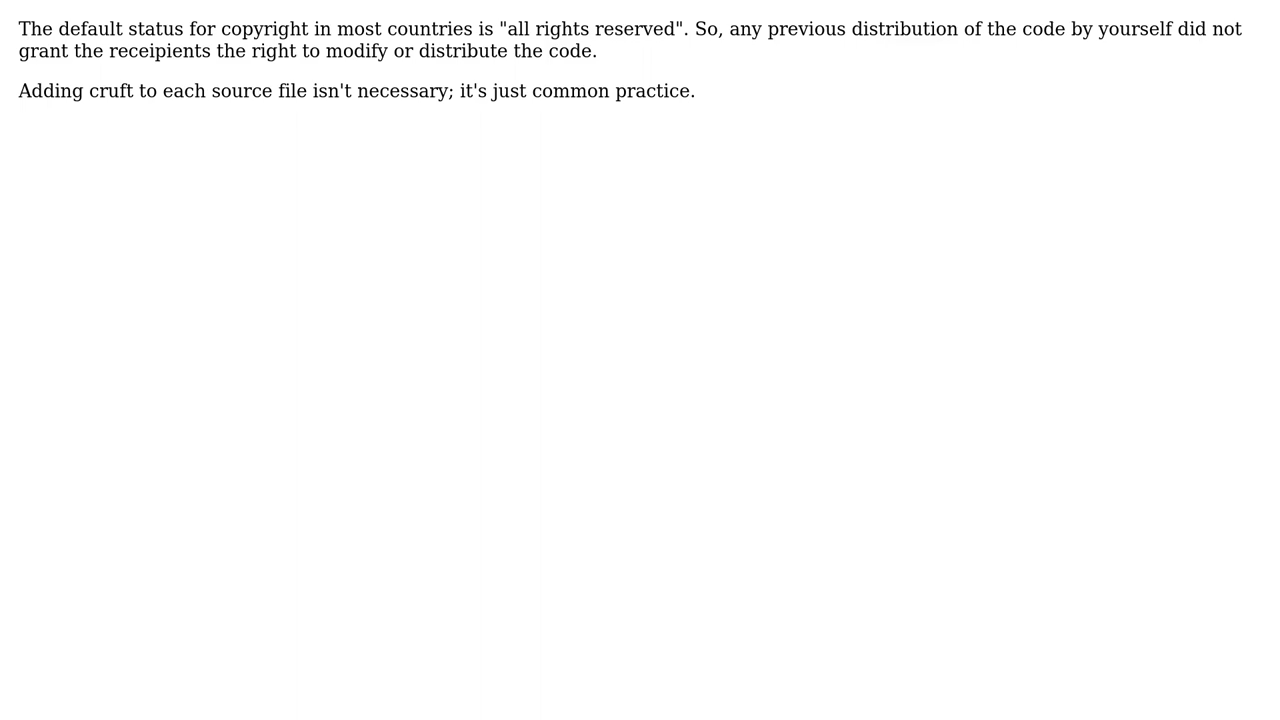 The default status for copyright in most countries is "all rights reserved". So, any previous distribution of the code by yourself did not
grant the receipients the right to modify or distribute the code.
Adding cruft to each source file isn't necessary; it's just common practice.